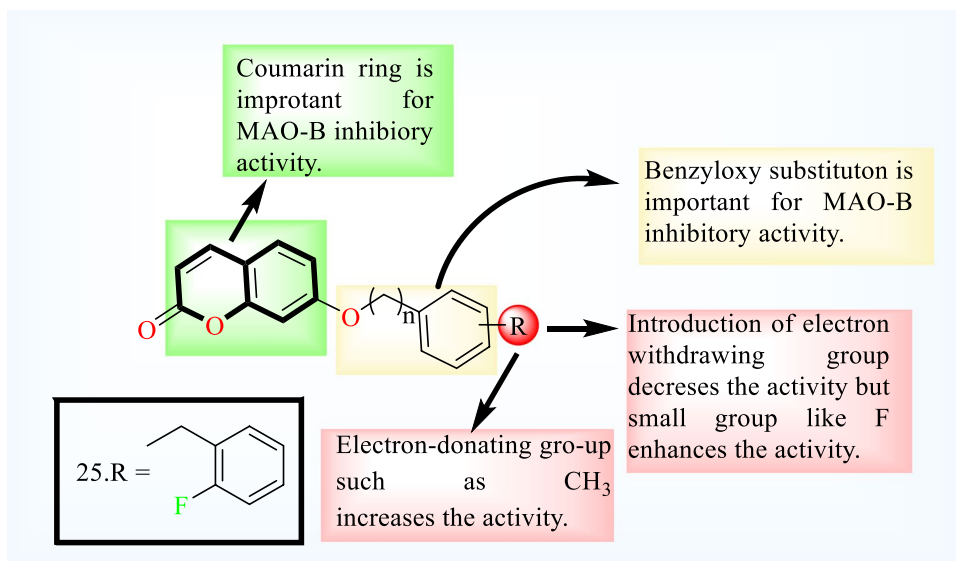 Coumarin ring is
improtant for
MAO-B inhibiory
activity.
Benzyloxy substituton is
important for MAO-B
inhibitory activity.
O
O
O
( )n
R
Introduction of electron
withdrawing group
decreses the activity but
small group like F
enhances the activity.
Electron-donating gro-up
such as CH₃
increases the activity.
25.R =
F